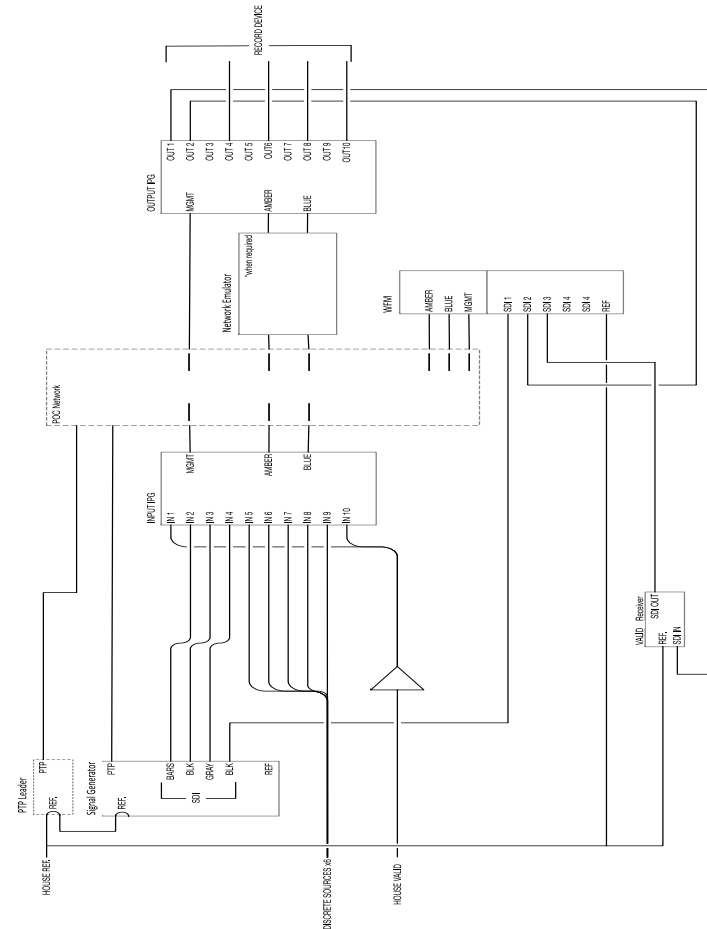 RECORD DEVICE
OUT 1
OUT 2
OUT 3
OUT 4
OUT 5
OUT6
OUT 7
OUT 8
OUT 9
OUT10
OUTPUT IPG
MGMT
AMBER
BLUE
Network Emulator
*when required
WFM
AMBER
BLUE
MGMT
SDI 1
SDI 2
SDI 3
SDI 4
SDI 4
REF
POC Network
INPUT IPG
MGMT
AMBER
BLUE
IN 1
IN 2
IN 3
IN 4
IN 5
IN 6
IN 7
IN 8
IN 9
IN 10
VALID Receiver
SDI OUT
REF.
SDI IN
PTP Leader
PTP
REF.
Signal Generator
PTP
REF.
BARS
BLK
GRAY
BLK
SDI
REF
HOUSE REF.
DISCRETE SOURCES x6
HOUSE VALID